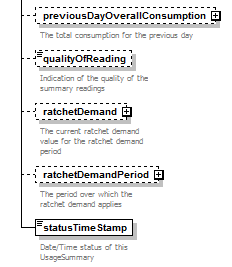 previousDayOverallConsumption
The total consumption for the previous day
qualityOfReading
Indication of the quality of the
summary readings
ratchetDemand
The current ratchet demand
value for the ratchet demand
period
ratchetDemandPeriod
The period over which the
ratchet demand applies
statusTimeStamp
Date/Time status of this
UsageSummary